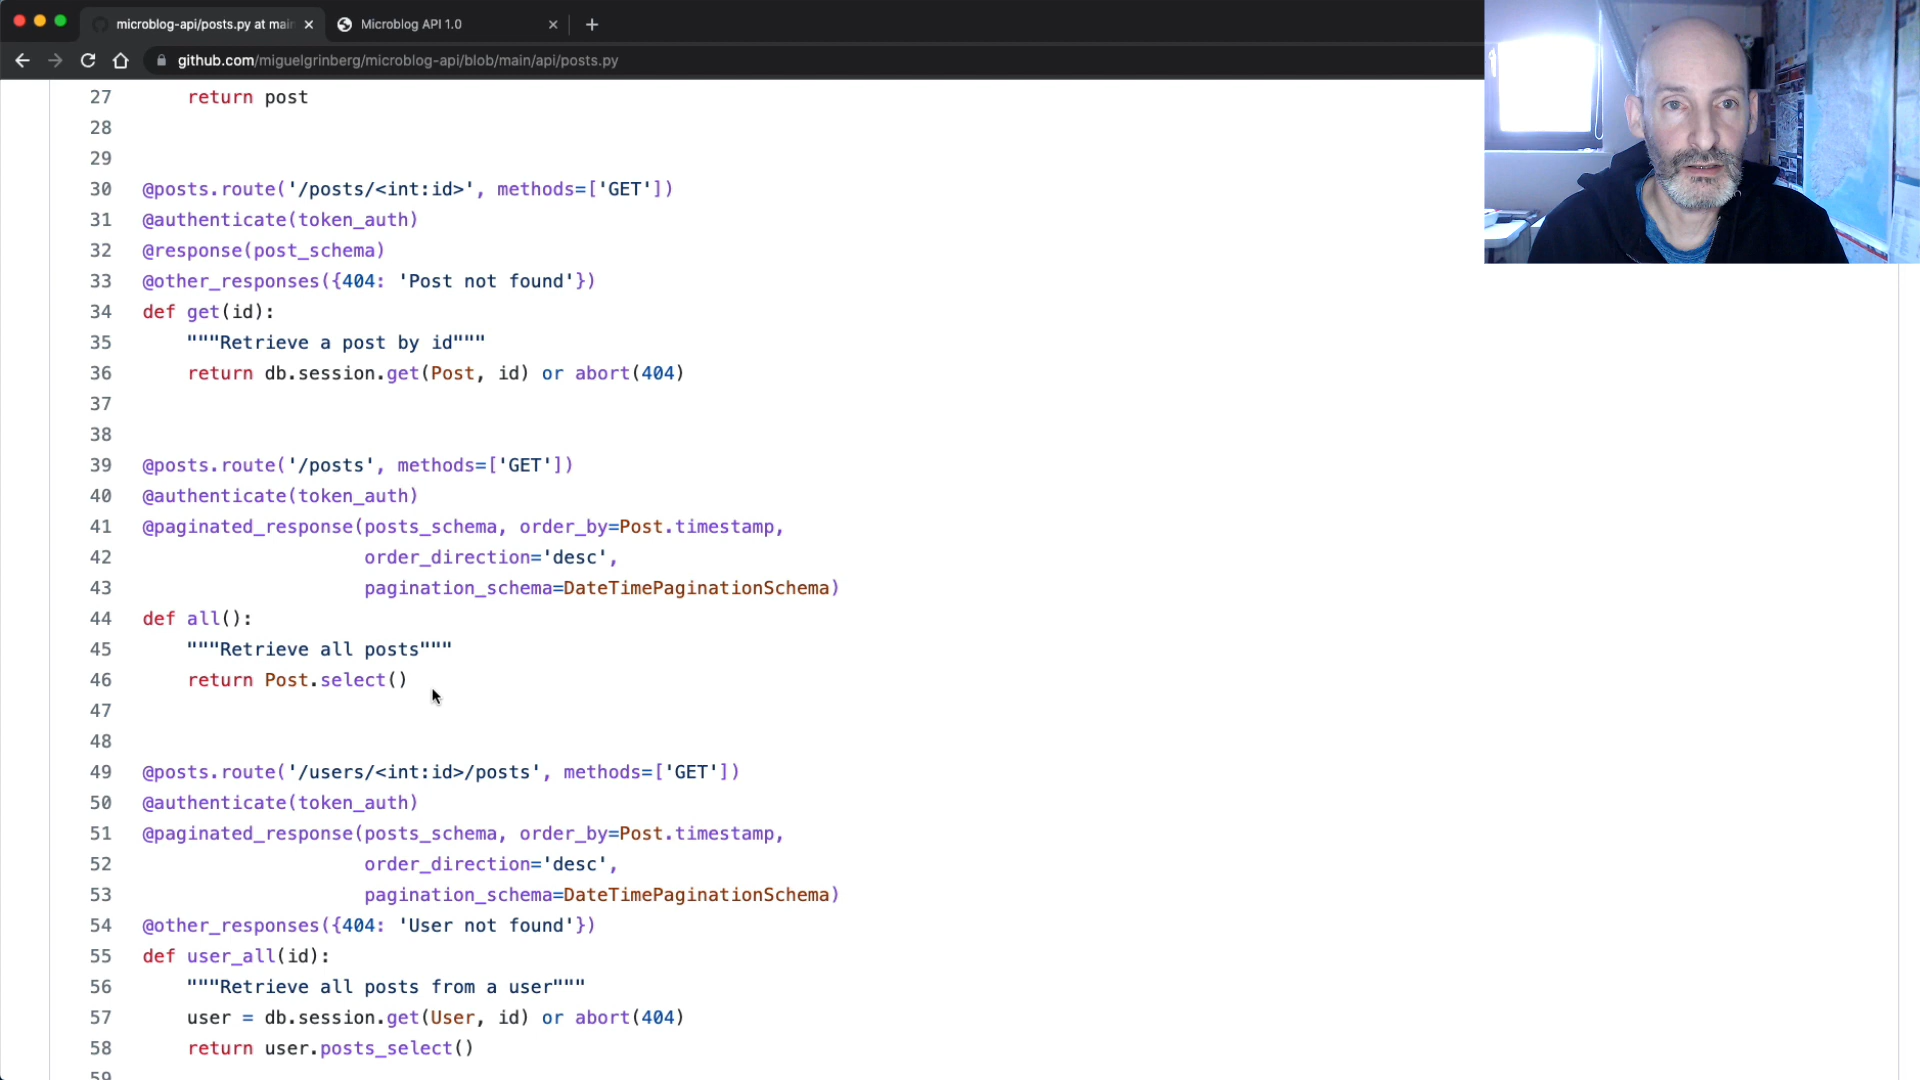 microblog-api/posts.py at main
Microblog API 1.0
github.com/miguelgrinberg/microblog-api/blob/main/api/posts.py
27 return post
28
29
30 @posts.route('/posts/<int:id>', methods=['GET'])
31 @authenticate(token_auth)
32 @response(post_schema)
33 @other_responses({404: 'Post not found'})
34 def get(id):
35 """Retrieve a post by id"""
36 return db.session.get(Post, id) or abort(404)
37
38
39 @posts.route('/posts', methods=['GET'])
40 @authenticate(token_auth)
41 @paginated_response(posts_schema, order_by=Post.timestamp,
42 order_direction='desc',
43 pagination_schema=DateTimePaginationSchema)
44 def all():
45 """Retrieve all posts"""
46 return Post.select()
47
48
49 @posts.route('/users/<int:id>/posts', methods=['GET'])
50 @authenticate(token_auth)
51 @paginated_response(posts_schema, order_by=Post.timestamp,
52 order_direction='desc',
53 pagination_schema=DateTimePaginationSchema)
54 @other_responses({404: 'User not found'})
55 def user_all(id):
56 """Retrieve all posts from a user"""
57 user = db.session.get(User, id) or abort(404)
58 return user.posts_select()
59